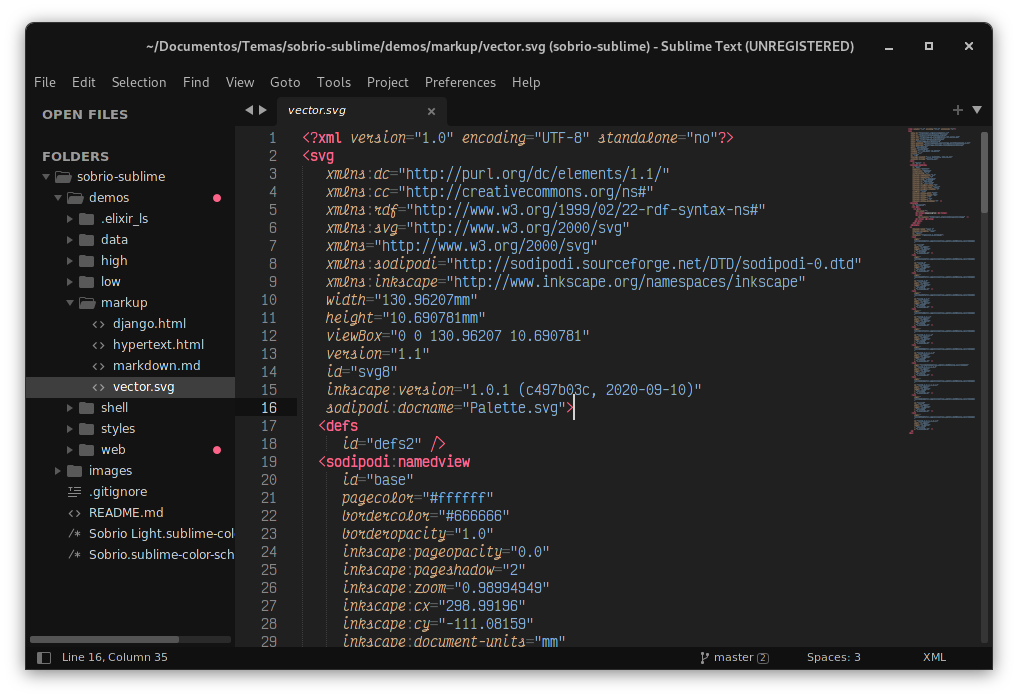 ~/Documentos/Temas/sobrio-sublime/demos/markup/vector.svg (sobrio-sublime) - Sublime Text (UNREGISTERED)
File Edit Selection Find View Goto Tools Project Preferences Help
OPEN FILES
FOLDERS
sobrio-sublime
demos
.elixir_ls
data
high
low
markup
django.html
hypertext.html
markdown.md
vector.svg
shell
styles
web
images
.gitignore
README.md
/* Sobrio Light.sublime-col
/* Sobrio.sublime-color-sch
vector.svg
1 <?xml version="1.0" encoding="UTF-8" standalone="no"?>
2 <svg
3 xmlns:dc="http://purl.org/dc/elements/1.1/"
4 xmlns:cc="http://creativecommons.org/ns#"
5 xmlns:rdf="http://www.w3.org/1999/02/22-rdf-syntax-ns#"
6 xmlns:svg="http://www.w3.org/2000/svg"
7 xmlns="http://www.w3.org/2000/svg"
8 xmlns:sodipodi="http://sodipodi.sourceforge.net/DTD/sodipodi-0.dtd"
9 xmlns:inkscape="http://www.inkscape.org/namespaces/inkscape"
10 width="130.96207mm"
11 height="10.690781mm"
12 viewBox="0 0 130.96207 10.690781"
13 version="1.1"
14 id="svg8"
15 inkscape:version="1.0.1 (c497b03c, 2020-09-10)"
16 sodipodi:docname="Palette.svg">
17 <defs
18 id="defs2" />
19 <sodipodi:namedview
20 id="base"
21 pagecolor="#ffffff"
22 bordercolor="#666666"
23 borderopacity="1.0"
24 inkscape:pageopacity="0.0"
25 inkscape:pageshadow="2"
26 inkscape:zoom="0.98994949"
27 inkscape:cx="298.99196"
28 inkscape:cy="-111.08159"
29 inkscape:document-units="mm"
Line 16, Column 35
master 2
Spaces: 3
XML